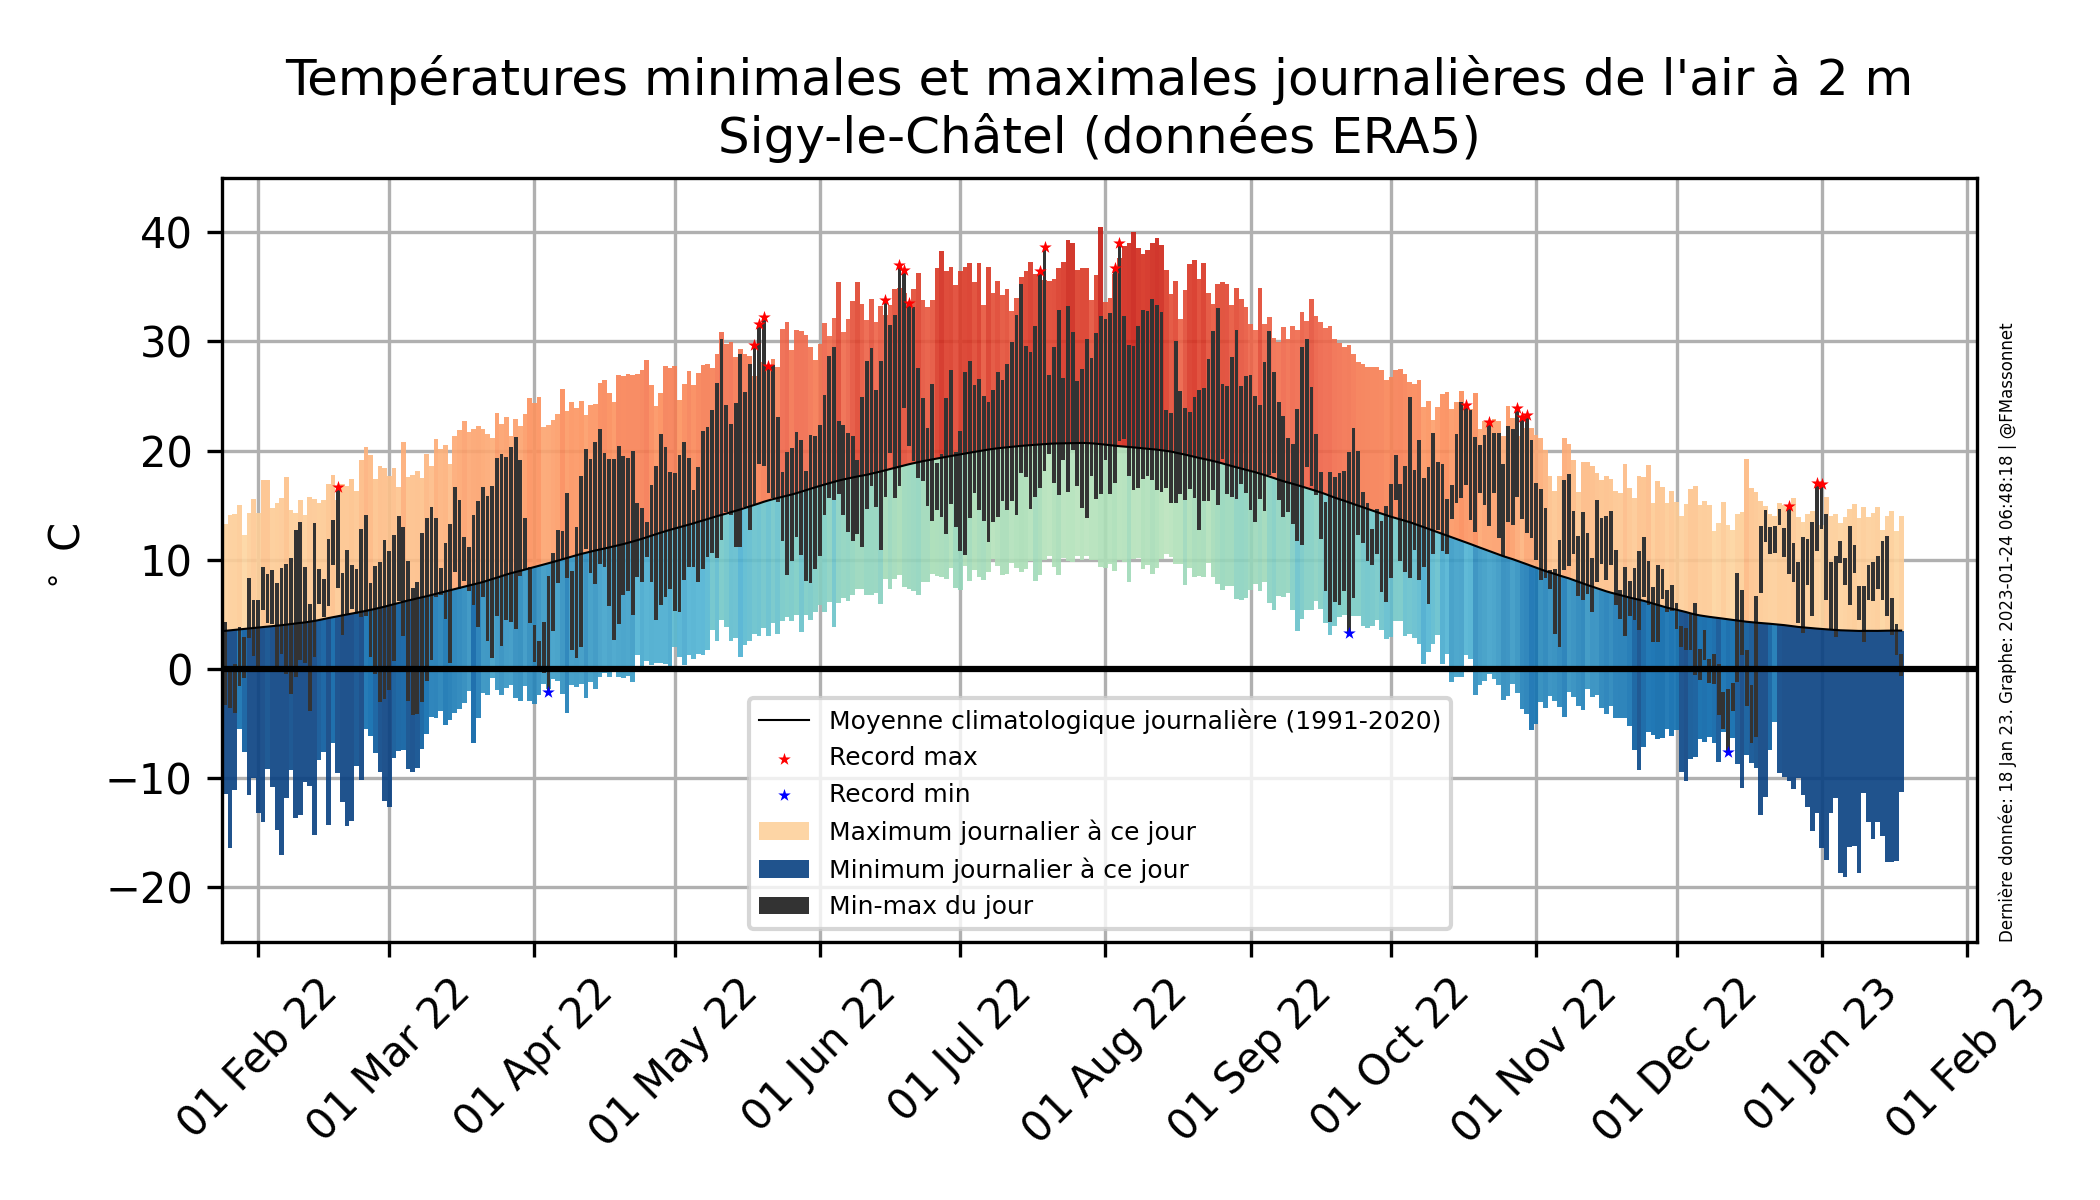 Températures minimales et maximales journalières de l'air à 2 m
Sigy-le-Châtel (données ERA5)
40
30
20
10
0
−10
−20
° C
Moyenne climatologique journalière (1991-2020)
Record max
Record min
Maximum journalier à ce jour
Minimum journalier à ce jour
Min-max du jour
01 Feb 22
01 Mar 22
01 Apr 22
01 May 22
01 Jun 22
01 Jul 22
01 Aug 22
01 Sep 22
01 Oct 22
01 Nov 22
01 Dec 22
01 Jan 23
01 Feb 23
Dernière donnée: 18 Jan 23. Graphe: 2023-01-24 06:48:18 | @FMassonnet